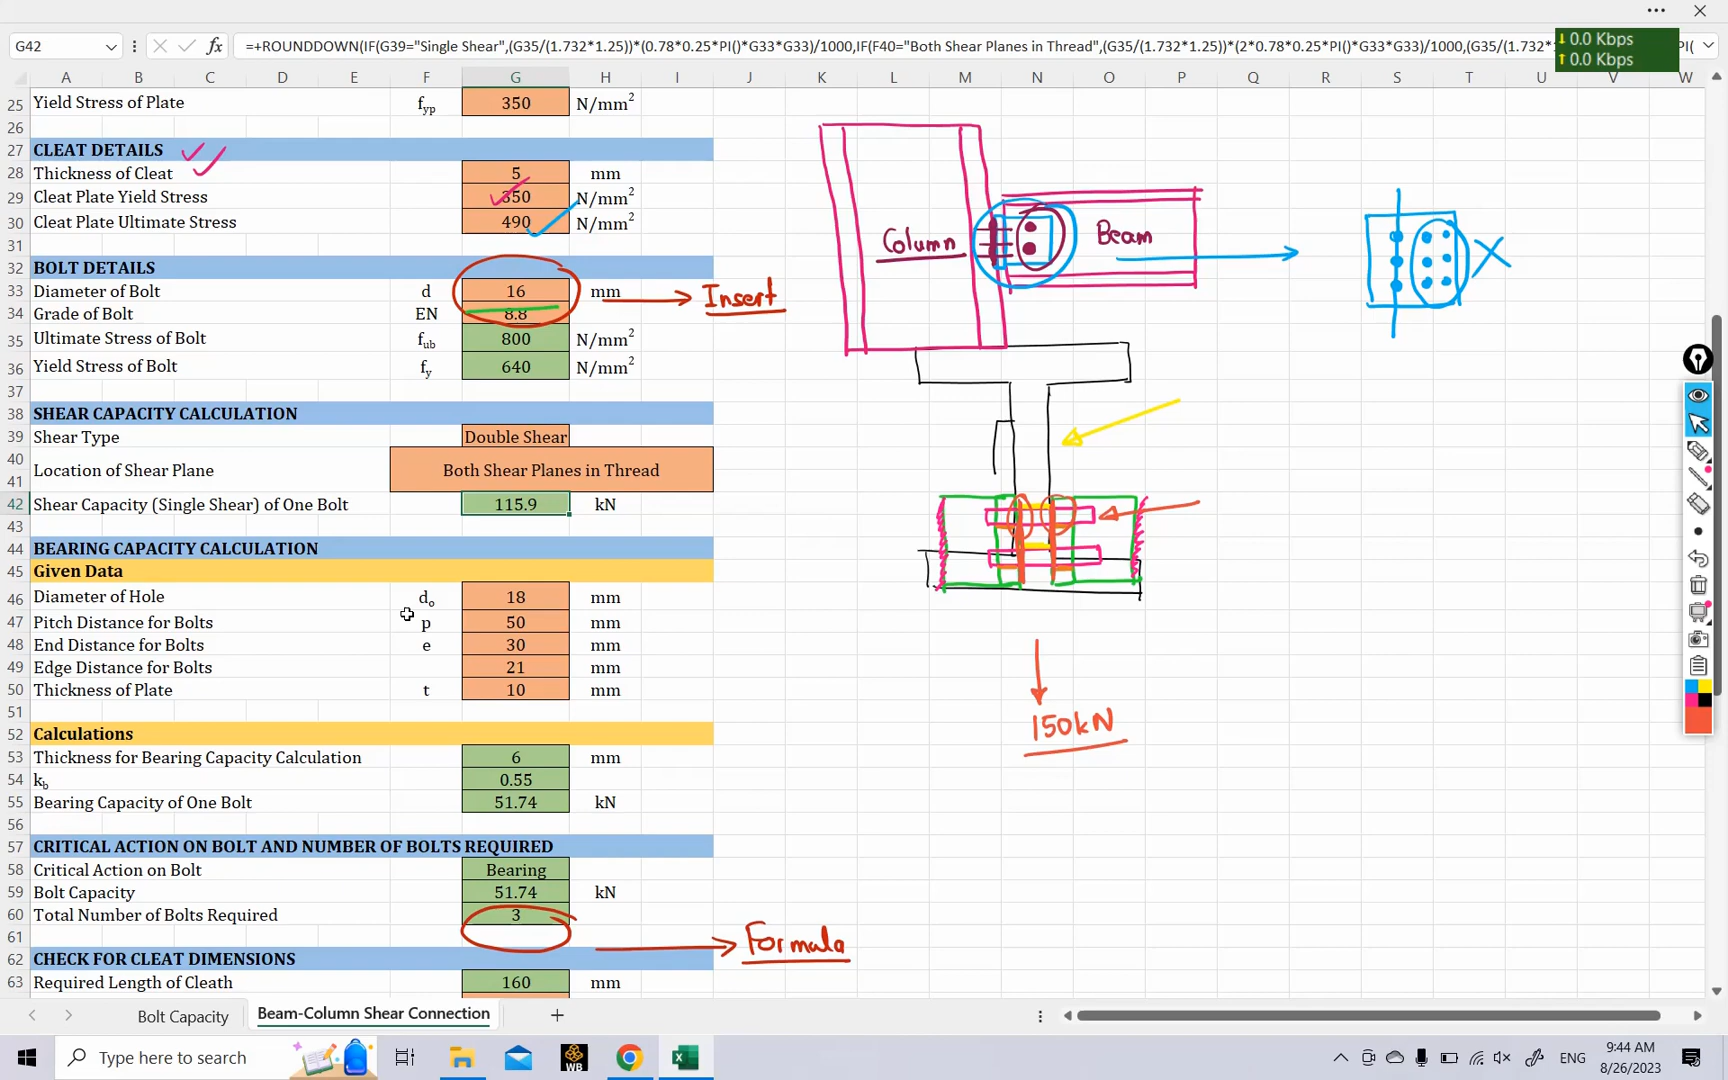 G42
=+ROUNDDOWN(IF(G39="Single Shear",(G35/(1.732*1.25))*(0.78*0.25*PI()*G33*G33)/1000,IF(F40="Both Shear Planes in Thread",(G35/(1.732*1.25))*(2*0.78*0.25*PI()*G33*G33)/1000,(G35/(1.732*1
↓ 0.0 Kbps
↑ 0.0 Kbps
A B C D E F G H I J K L M N O P Q R S T U V W
25 Yield Stress of Plate fyp 350 N/mm²
26
27 CLEAT DETAILS
28 Thickness of Cleat 5 mm
29 Cleat Plate Yield Stress 350 N/mm²
30 Cleat Plate Ultimate Stress 490 N/mm²
31
32 BOLT DETAILS
33 Diameter of Bolt d 16 mm
34 Grade of Bolt EN 8.8
35 Ultimate Stress of Bolt fub 800 N/mm²
36 Yield Stress of Bolt fy 640 N/mm²
37
38 SHEAR CAPACITY CALCULATION
39 Shear Type Double Shear
40
Location of Shear Plane Both Shear Planes in Thread
41
42 Shear Capacity (Single Shear) of One Bolt 115.9 kN
43
44 BEARING CAPACITY CALCULATION
45 Given Data
46 Diameter of Hole do 18 mm
47 Pitch Distance for Bolts p 50 mm
48 End Distance for Bolts e 30 mm
49 Edge Distance for Bolts 21 mm
50 Thickness of Plate t 10 mm
51
52 Calculations
53 Thickness for Bearing Capacity Calculation 6 mm
54 kb 0.55
55 Bearing Capacity of One Bolt 51.74 kN
56
57 CRITICAL ACTION ON BOLT AND NUMBER OF BOLTS REQUIRED
58 Critical Action on Bolt Bearing
59 Bolt Capacity 51.74 kN
60 Total Number of Bolts Required 3
61
62 CHECK FOR CLEAT DIMENSIONS
63 Required Length of Cleath 160 mm
Column
Beam
X
Insert
150kN
Formula
Bolt Capacity
Beam-Column Shear Connection
Type here to search
WB
ENG
9:44 AM
8/26/2023